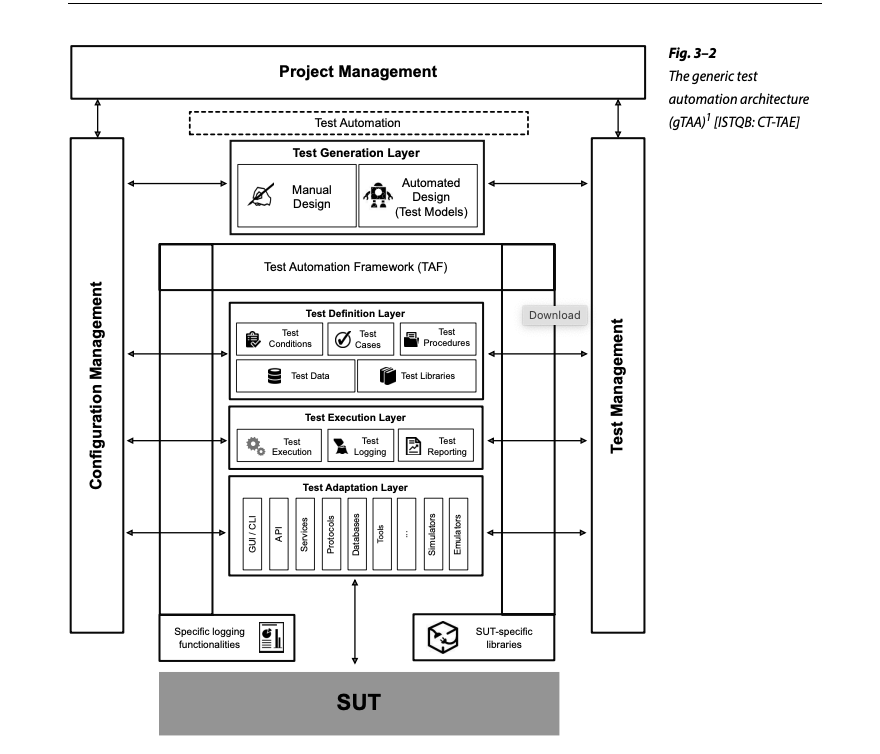 Project Management
Fig. 3–2
The generic test
automation architecture
(gTAA)1 [ISTQB: CT-TAE]
Test Automation
Test Generation Layer
Manual
Design
Automated
Design
(Test Models)
Configuration Management
Test Management
Test Automation Framework (TAF)
Download
Test Definition Layer
Test
Conditions
Test
Cases
Test
Procedures
Test Data
Test Libraries
Test Execution Layer
Test
Execution
Test
Logging
Test
Reporting
Test Adaptation Layer
GUI / CLI
API
Services
Protocols
Databases
Tools
...
Simulators
Emulators
Specific logging
functionalities
SUT-specific
libraries
SUT